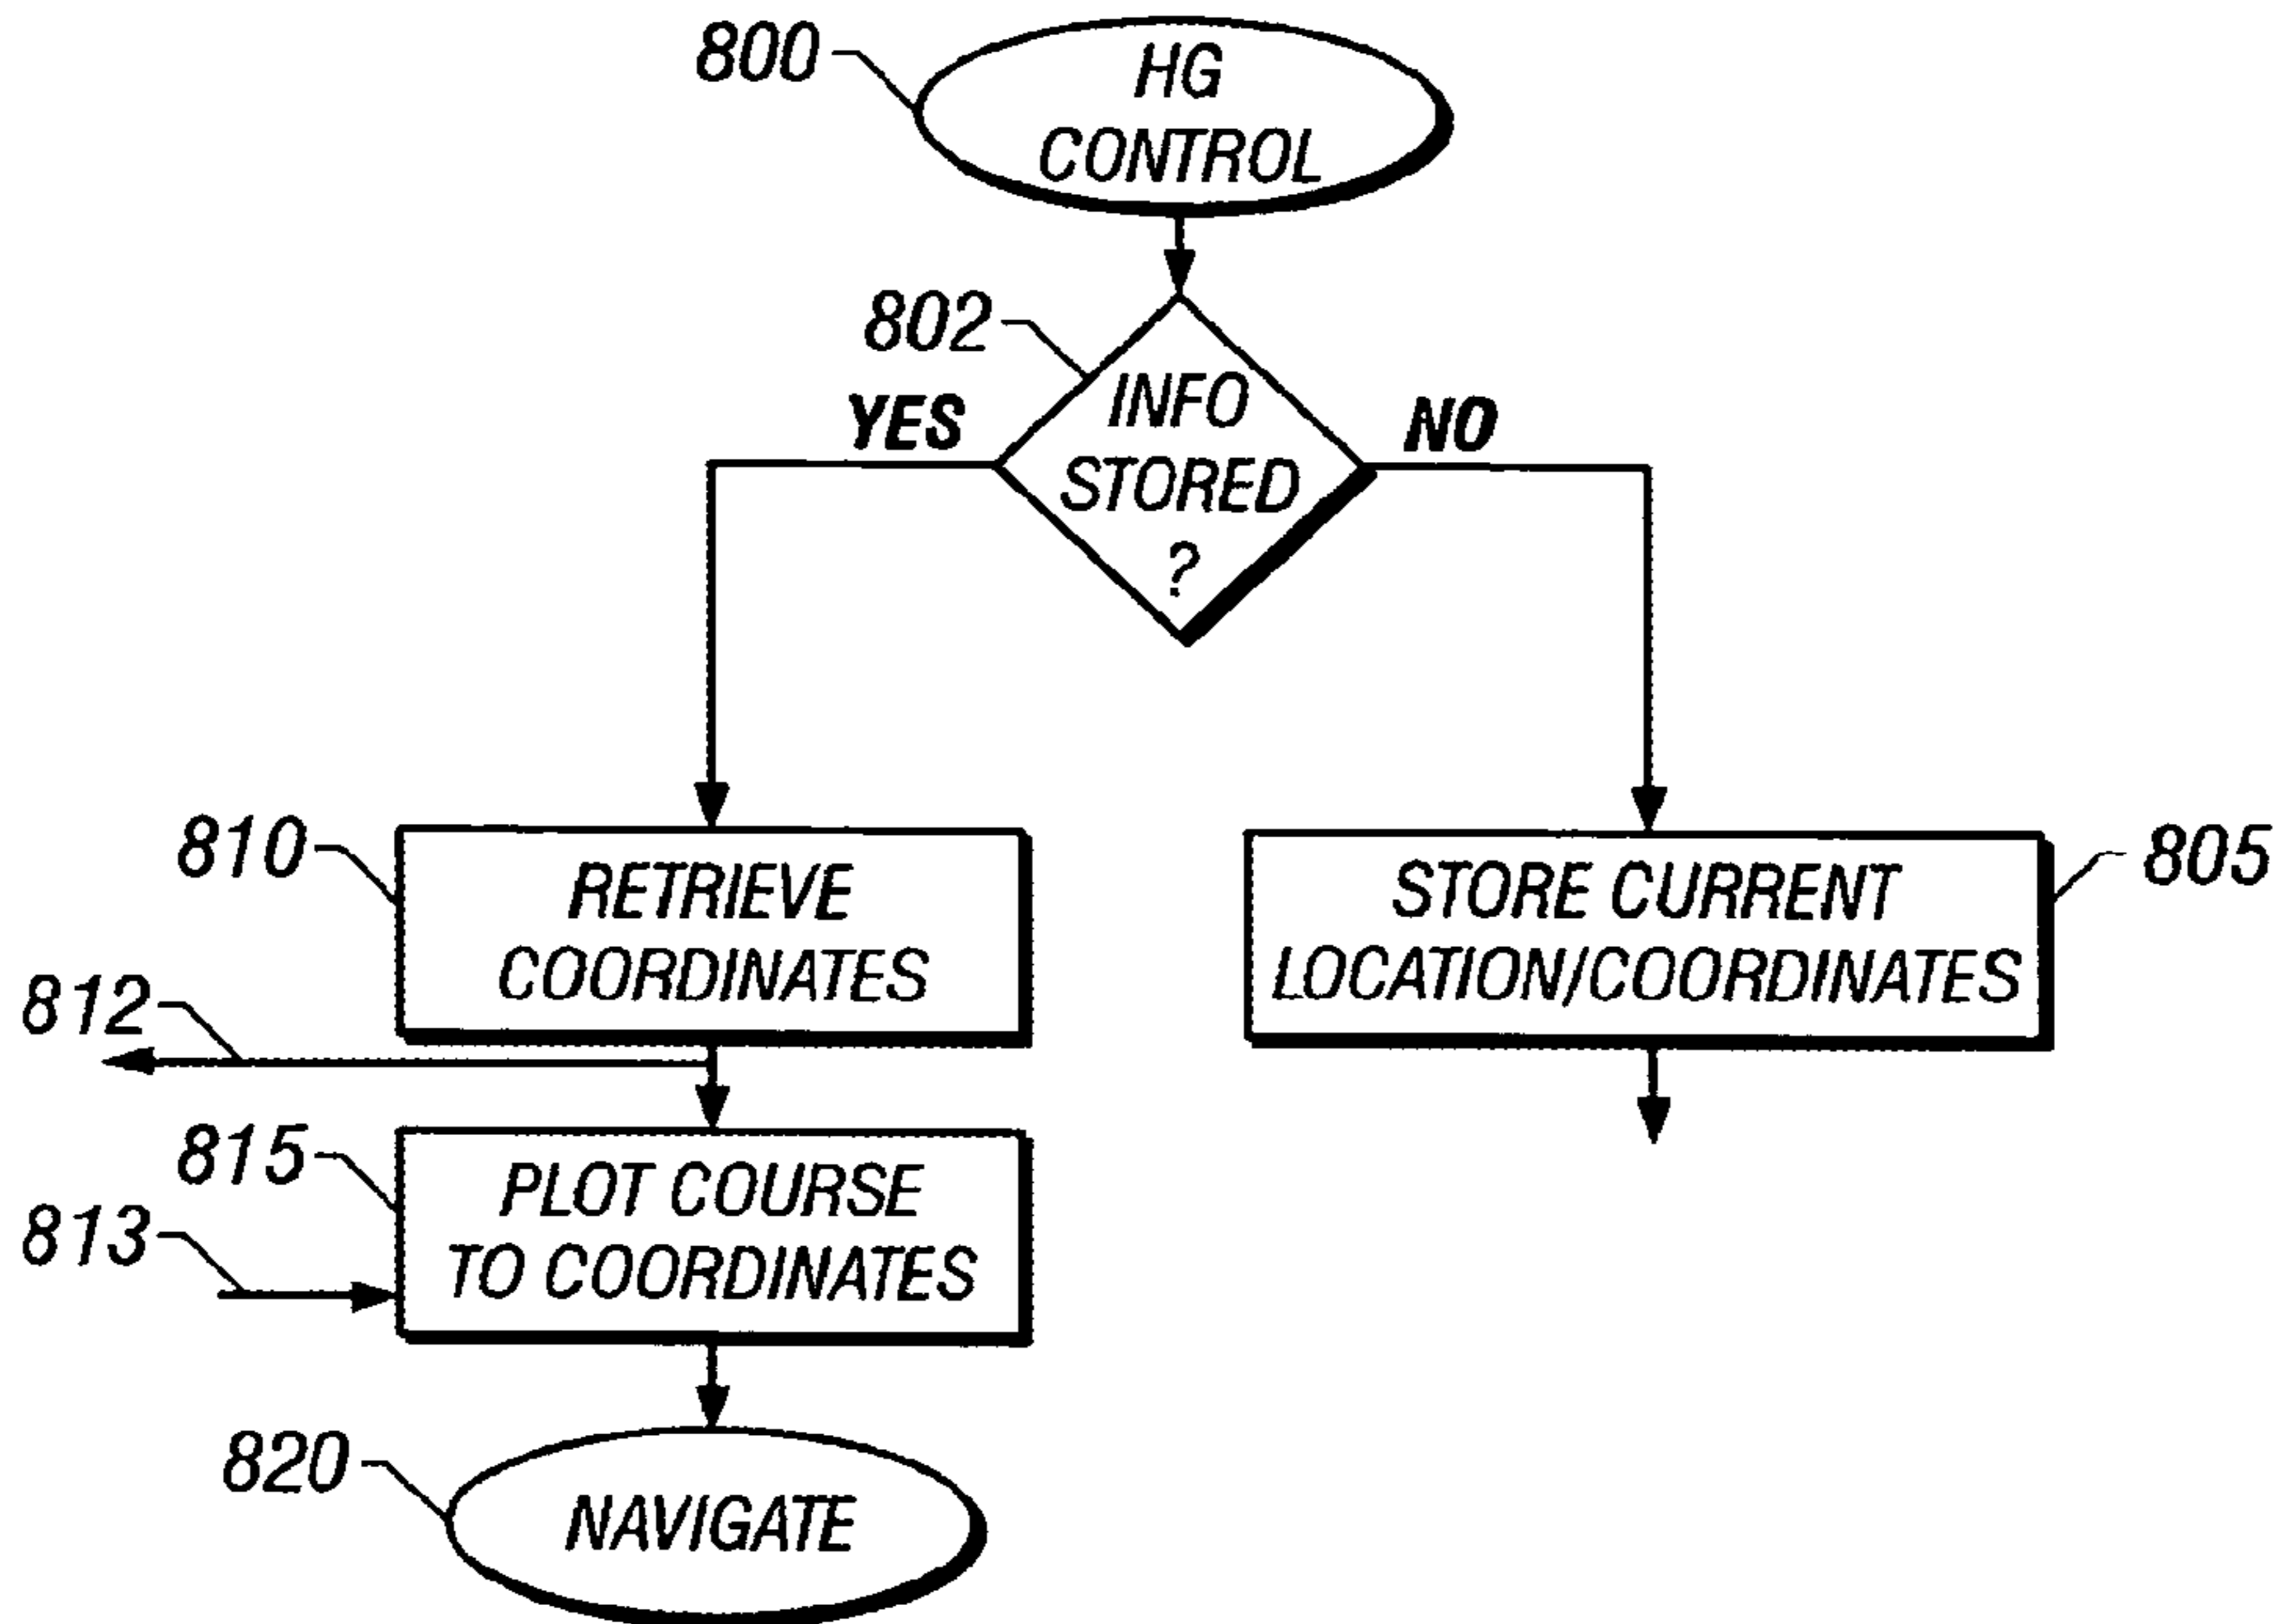 800
HG
CONTROL
802
INFO
STORED
?
YES
NO
810
RETRIEVE
COORDINATES
STORE CURRENT
LOCATION/COORDINATES
805
812
815
PLOT COURSE
TO COORDINATES
813
820
NAVIGATE